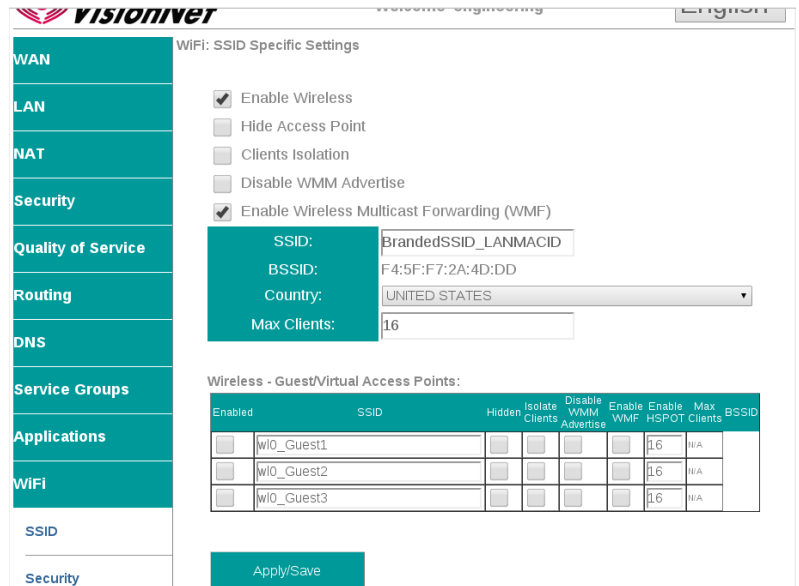 VisionNet
Welcome engineering
English
WAN
LAN
NAT
Security
Quality of Service
Routing
DNS
Service Groups
Applications
WiFi
SSID
Security
WiFi: SSID Specific Settings
Enable Wireless
Hide Access Point
Clients Isolation
Disable WMM Advertise
Enable Wireless Multicast Forwarding (WMF)
SSID: BrandedSSID_LANMACID
BSSID: F4:5F:F7:2A:4D:DD
Country: UNITED STATES
Max Clients: 16
Wireless - Guest/Virtual Access Points:
Enabled SSID Hidden Isolate Clients Disable WMM Advertise Enable WMF Enable HSPOT Max Clients BSSID
wl0_Guest1 16 N/A
wl0_Guest2 16 N/A
wl0_Guest3 16 N/A
Apply/Save